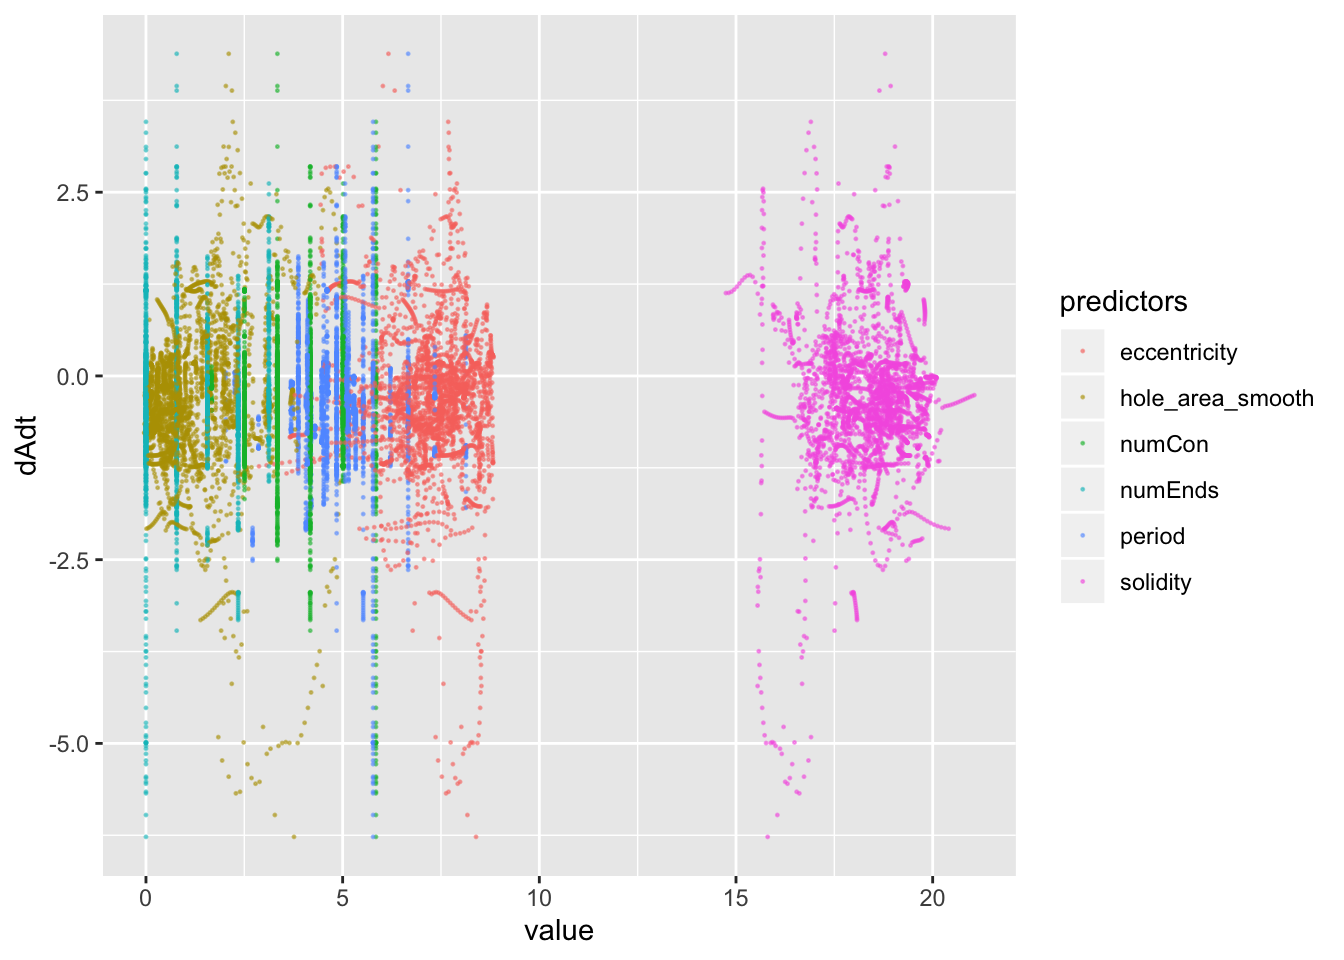 2.5
0.0
-2.5
-5.0
dAdt
0
5
10
15
20
value
predictors
eccentricity
hole_area_smooth
numCon
numEnds
period
solidity